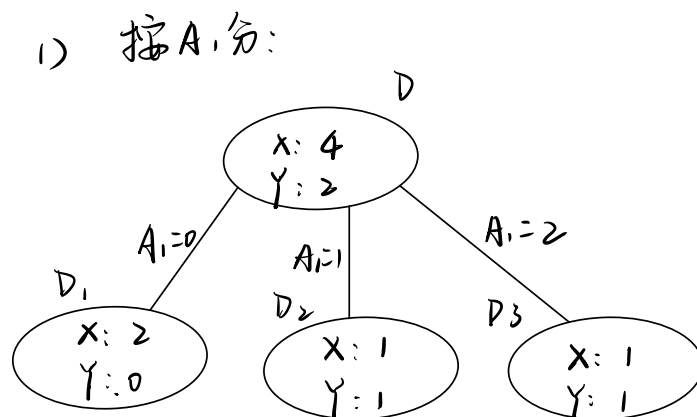 1) 按A₁分:
D
X: 4
Y: 2
A₁=0
A₁=1
A₁=2
D₁
D₂
D3
X: 2
Y: 0
X: 1
Y: 1
X: 1
Y: 1